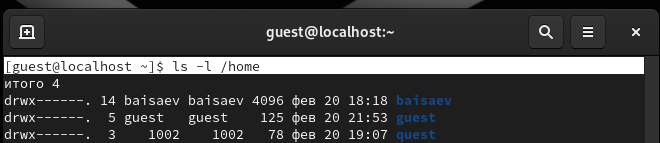 guest@localhost:~
[guest@localhost ~]$ ls -l /home
итого 4
drwx------. 14 baisaev baisaev 4096 фев 20 18:18 baisaev
drwx------.  5 guest   guest    125 фев 20 21:53 guest
drwx------.  3    1002    1002   78 фев 20 19:07 quest